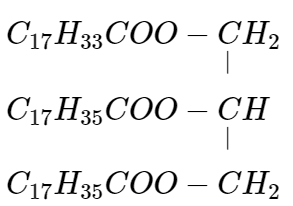 C₁₇H₃₃COO − CH₂
|
C₁₇H₃₅COO − CH
|
C₁₇H₃₅COO − CH₂